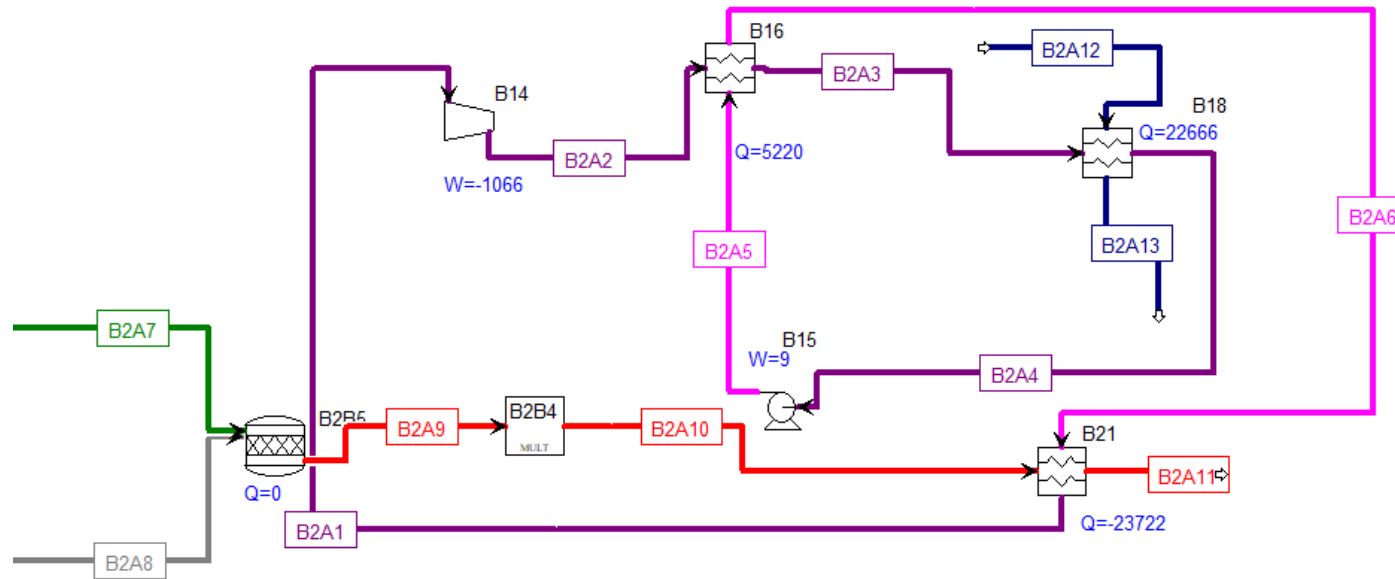 B16
B2A12
B2A3
B14
B18
Q=22666
Q=5220
B2A2
W=-1066
B2A6
B2A5
B2A13
B2A7
B15
W=9
B2A4
B2B5
B2A9
B2B4
MULT
B2A10
B21
B2A11
Q=0
B2A1
Q=-23722
B2A8